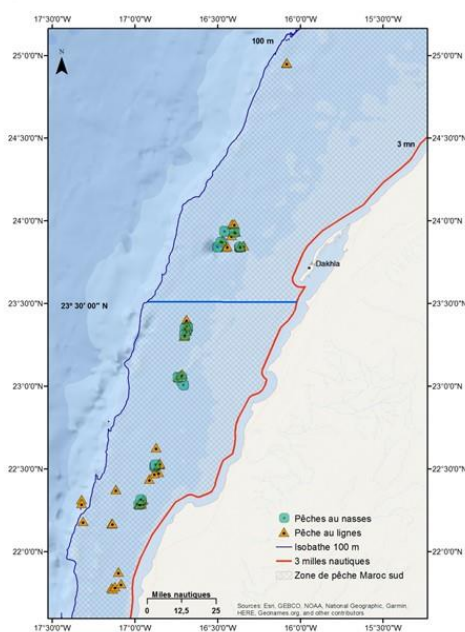 17°30'0"W 17°0'0"W 16°30'0"W 16°0'0"W 15°30'0"W
100 m
N
25°0'0"N 25°0'0"N
24°30'0"N 24°30'0"N
3 mn
24°0'0"N 24°0'0"N
Dakhla
23° 30' 00" N 23°30'0"N
23°0'0"N 23°0'0"N
22°30'0"N 22°30'0"N
Pêches au nasses
Pêche au lignes
Isobathe 100 m
3 milles nautiques
Zone de pêche Maroc sud
22°0'0"N 22°0'0"N
Miles nautiques
0 12,5 25
Sources: Esri, GEBCO, NOAA, National Geographic, Garmin,
HERE, Geonames.org, and other contributors
17°30'0"W 17°0'0"W 16°30'0"W 16°0'0"W 15°30'0"W